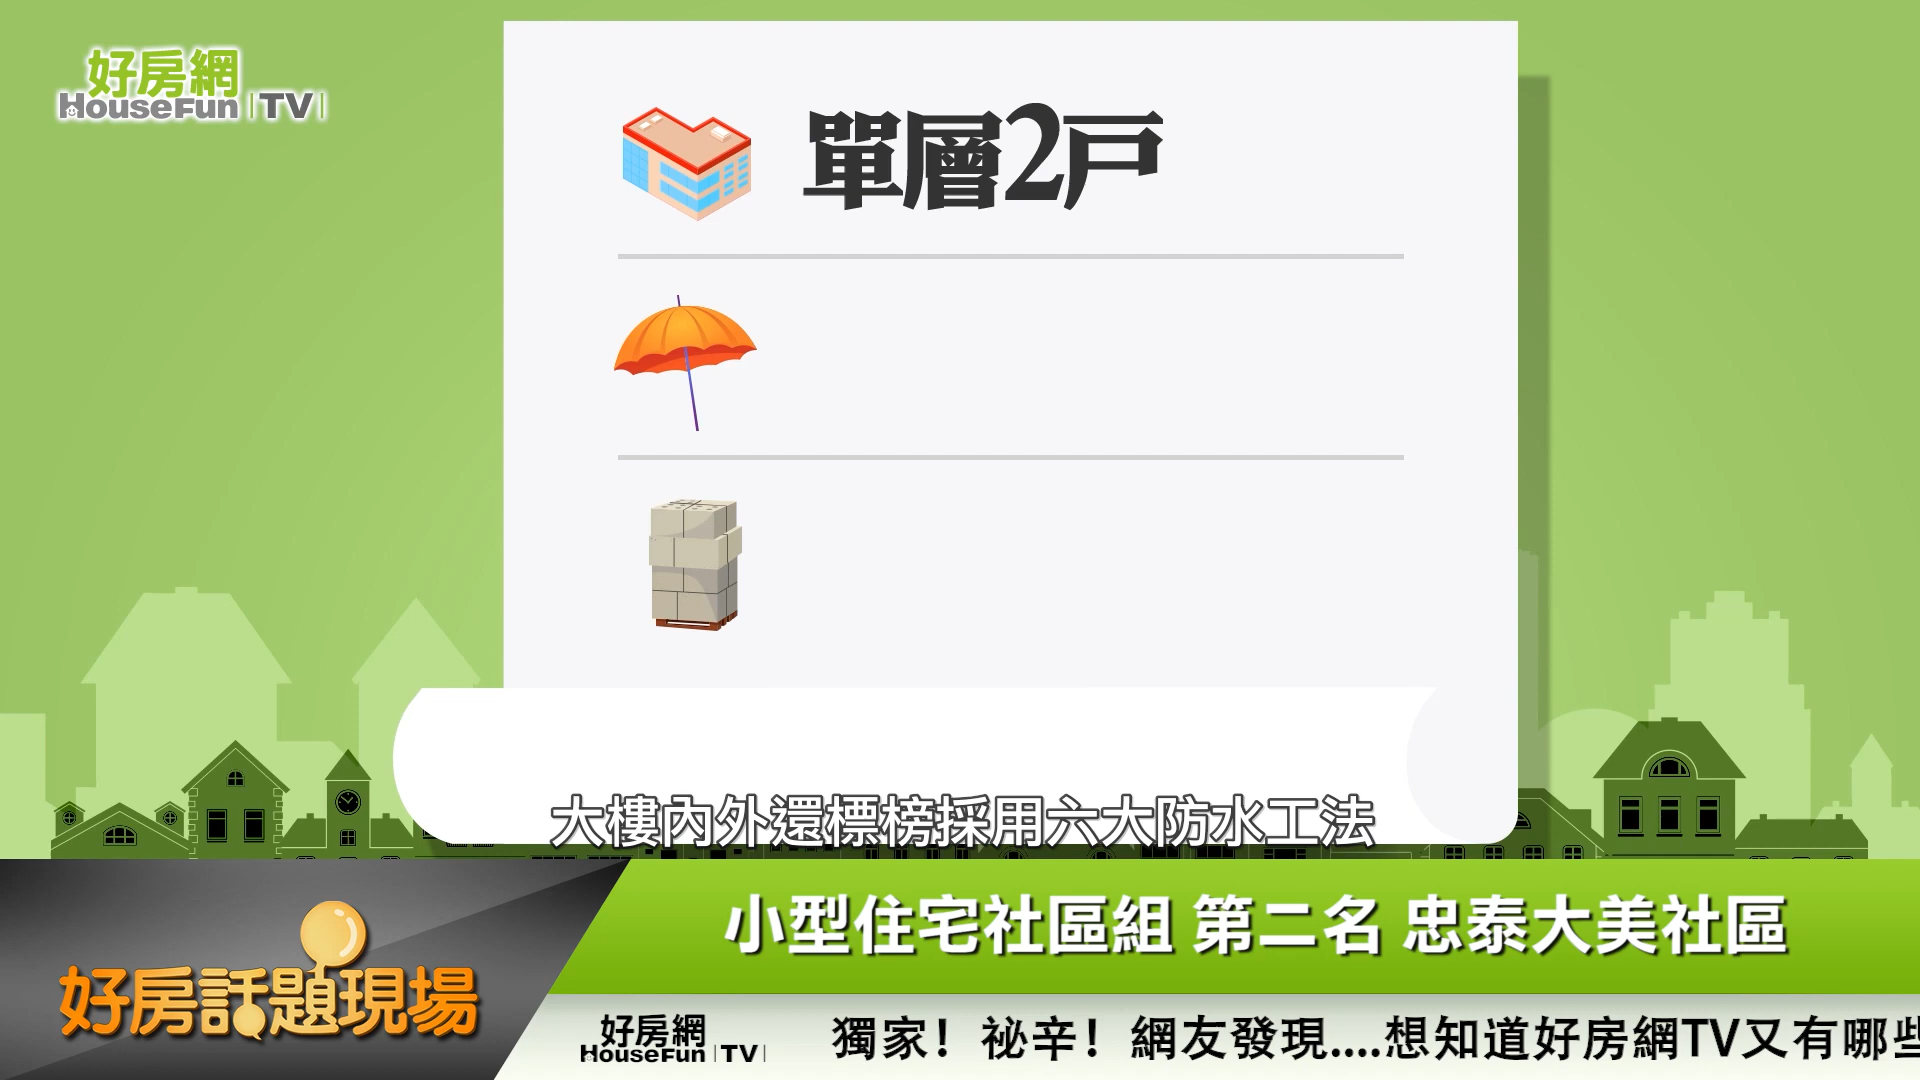 好房網
HouseFun TV
單層2戶
大樓內外還標榜採用六大防水工法
小型住宅社區組 第二名 忠泰大美社區
好房話題現場
好房網
HouseFun TV
獨家！祕辛！網友發現....想知道好房網TV又有哪些